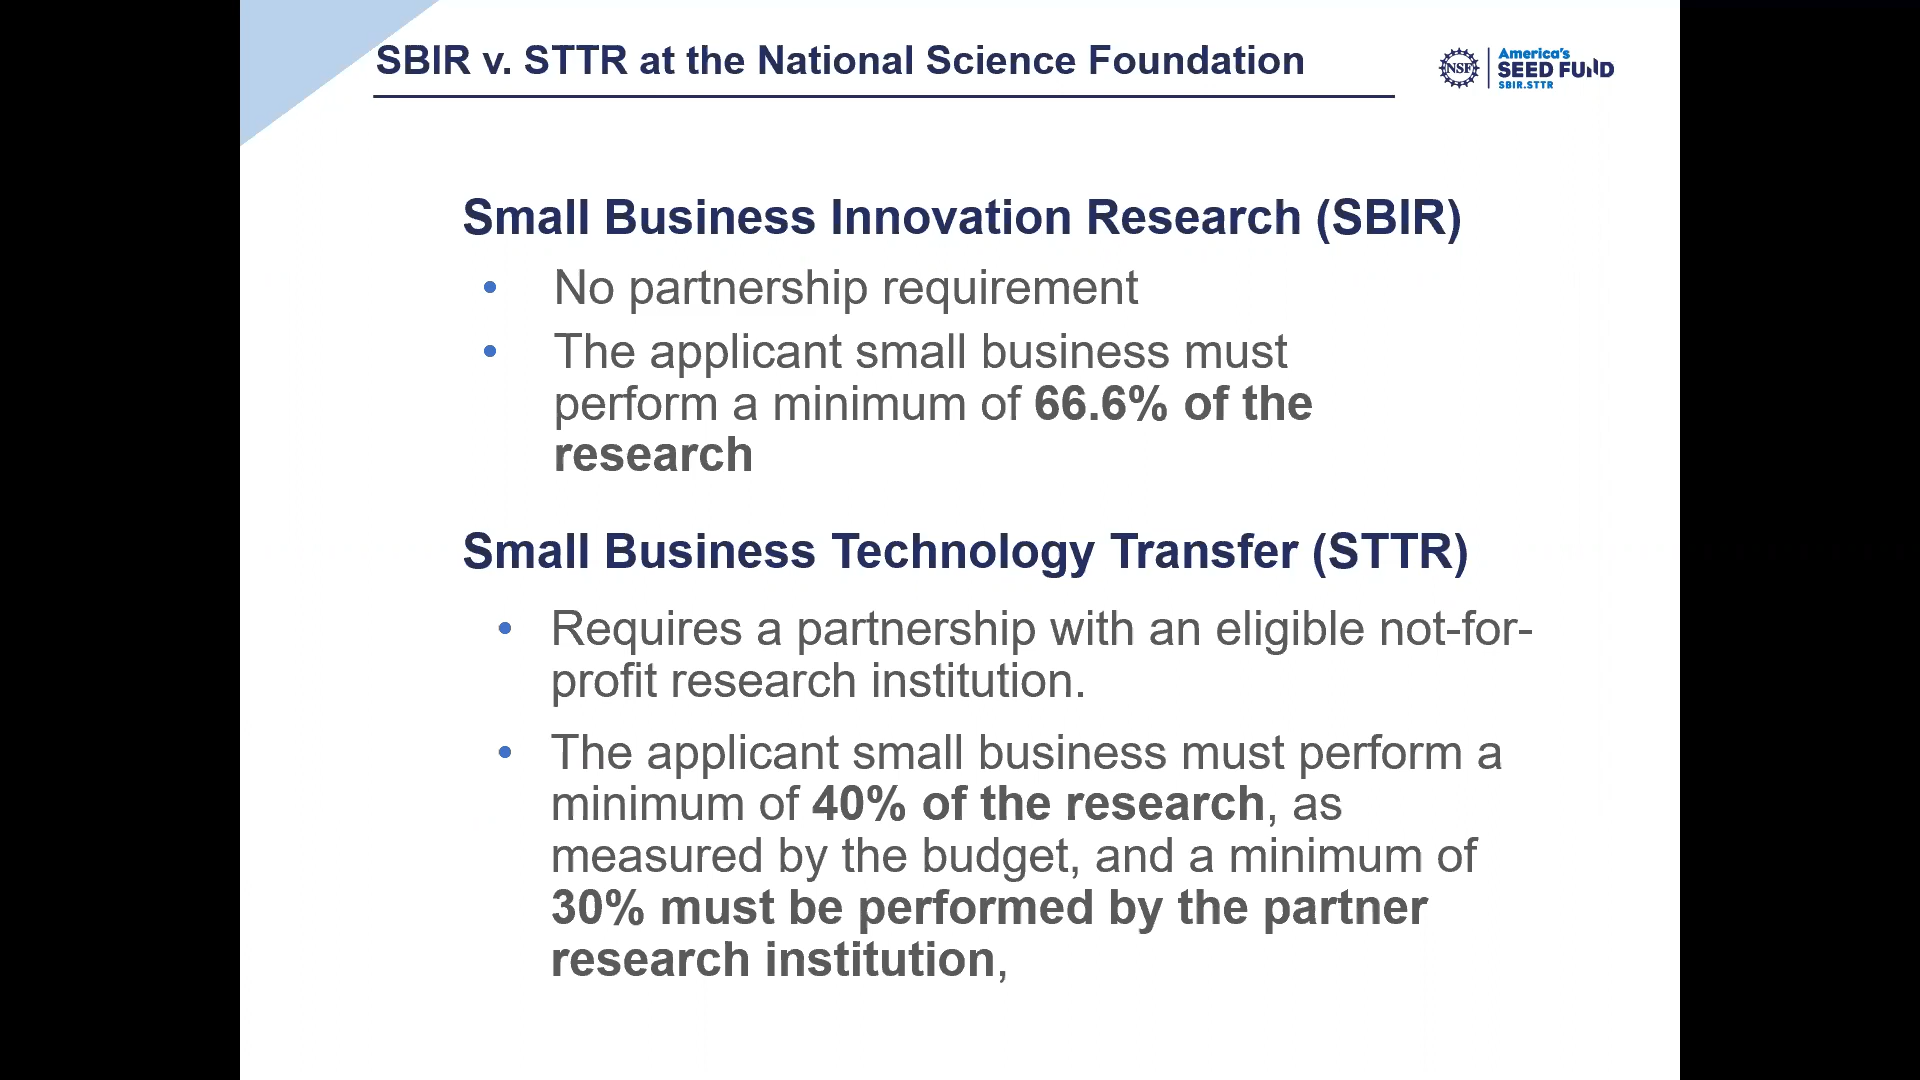 SBIR v. STTR at the National Science Foundation
NSF
America's
SEED FUND
SBIR.STTR
Small Business Innovation Research (SBIR)
• No partnership requirement
• The applicant small business must
perform a minimum of 66.6% of the
research
Small Business Technology Transfer (STTR)
• Requires a partnership with an eligible not-for-
profit research institution.
• The applicant small business must perform a
minimum of 40% of the research, as
measured by the budget, and a minimum of
30% must be performed by the partner
research institution,